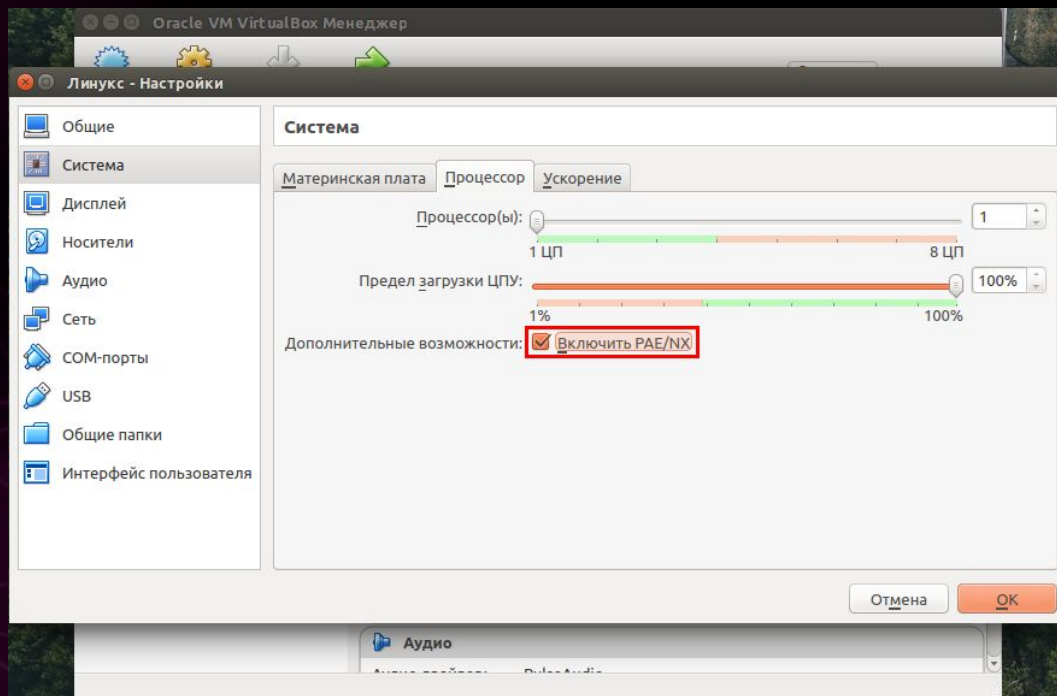 Oracle VM VirtualBox Менеджер
Линукс - Настройки
Общие
Система
Дисплей
Носители
Аудио
Сеть
COM-порты
USB
Общие папки
Интерфейс пользователя
Система
Материнская плата Процессор Ускорение
Процессор(ы): 1
1 ЦП 8 ЦП
Предел загрузки ЦПУ: 100%
1% 100%
Дополнительные возможности: Включить PAE/NX
Отмена OK
Аудио